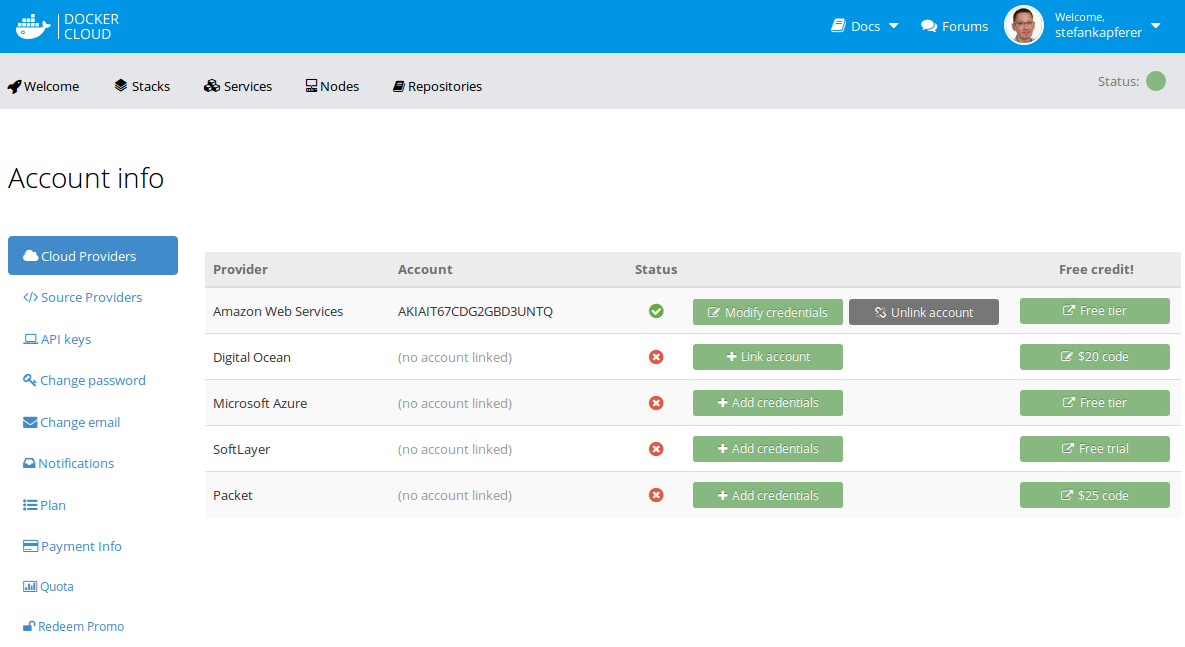 DOCKER
CLOUD
Docs
Forums
Welcome,
stefankapferer
Welcome
Stacks
Services
Nodes
Repositories
Status:
Account info
Cloud Providers
Source Providers
API keys
Change password
Change email
Notifications
Plan
Payment Info
Quota
Redeem Promo
Provider Account Status Free credit!
Amazon Web Services AKIAIT67CDG2GBD3UNTQ Modify credentials Unlink account Free tier
Digital Ocean (no account linked) Link account $20 code
Microsoft Azure (no account linked) Add credentials Free tier
SoftLayer (no account linked) Add credentials Free trial
Packet (no account linked) Add credentials $25 code